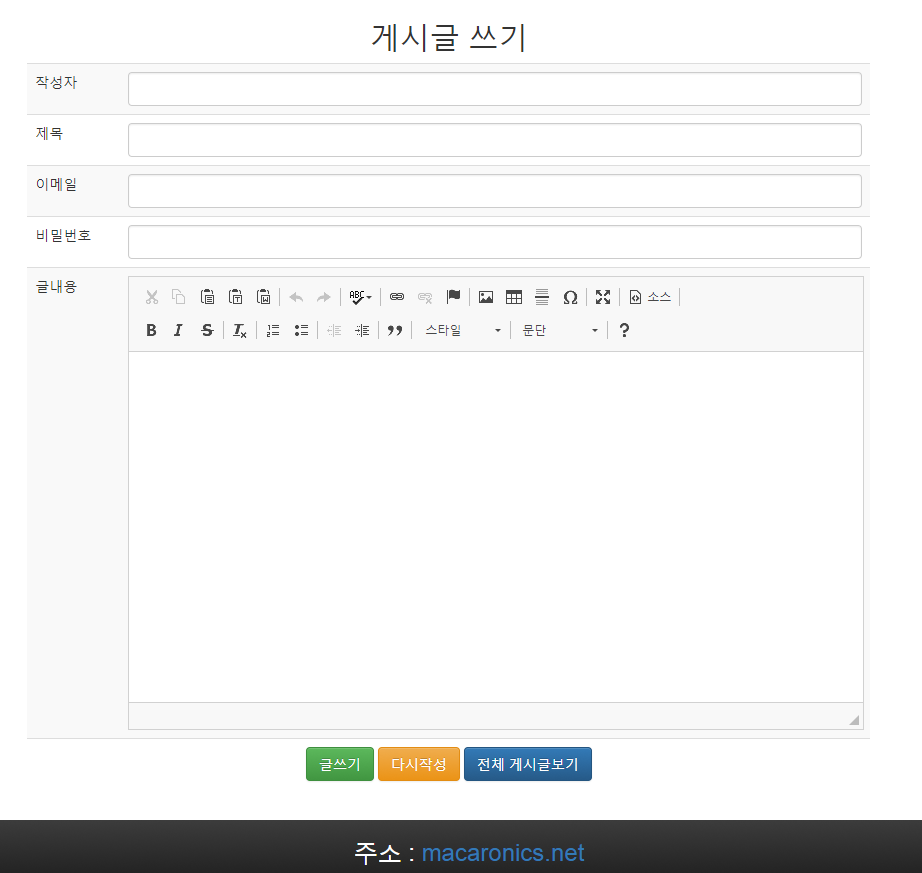 게시글 쓰기
작성자
제목
이메일
비밀번호
글내용
ABC
소스
B I S Tx 스타일 문단 ?
글쓰기 다시작성 전체 게시글보기
주소 : macaronics.net